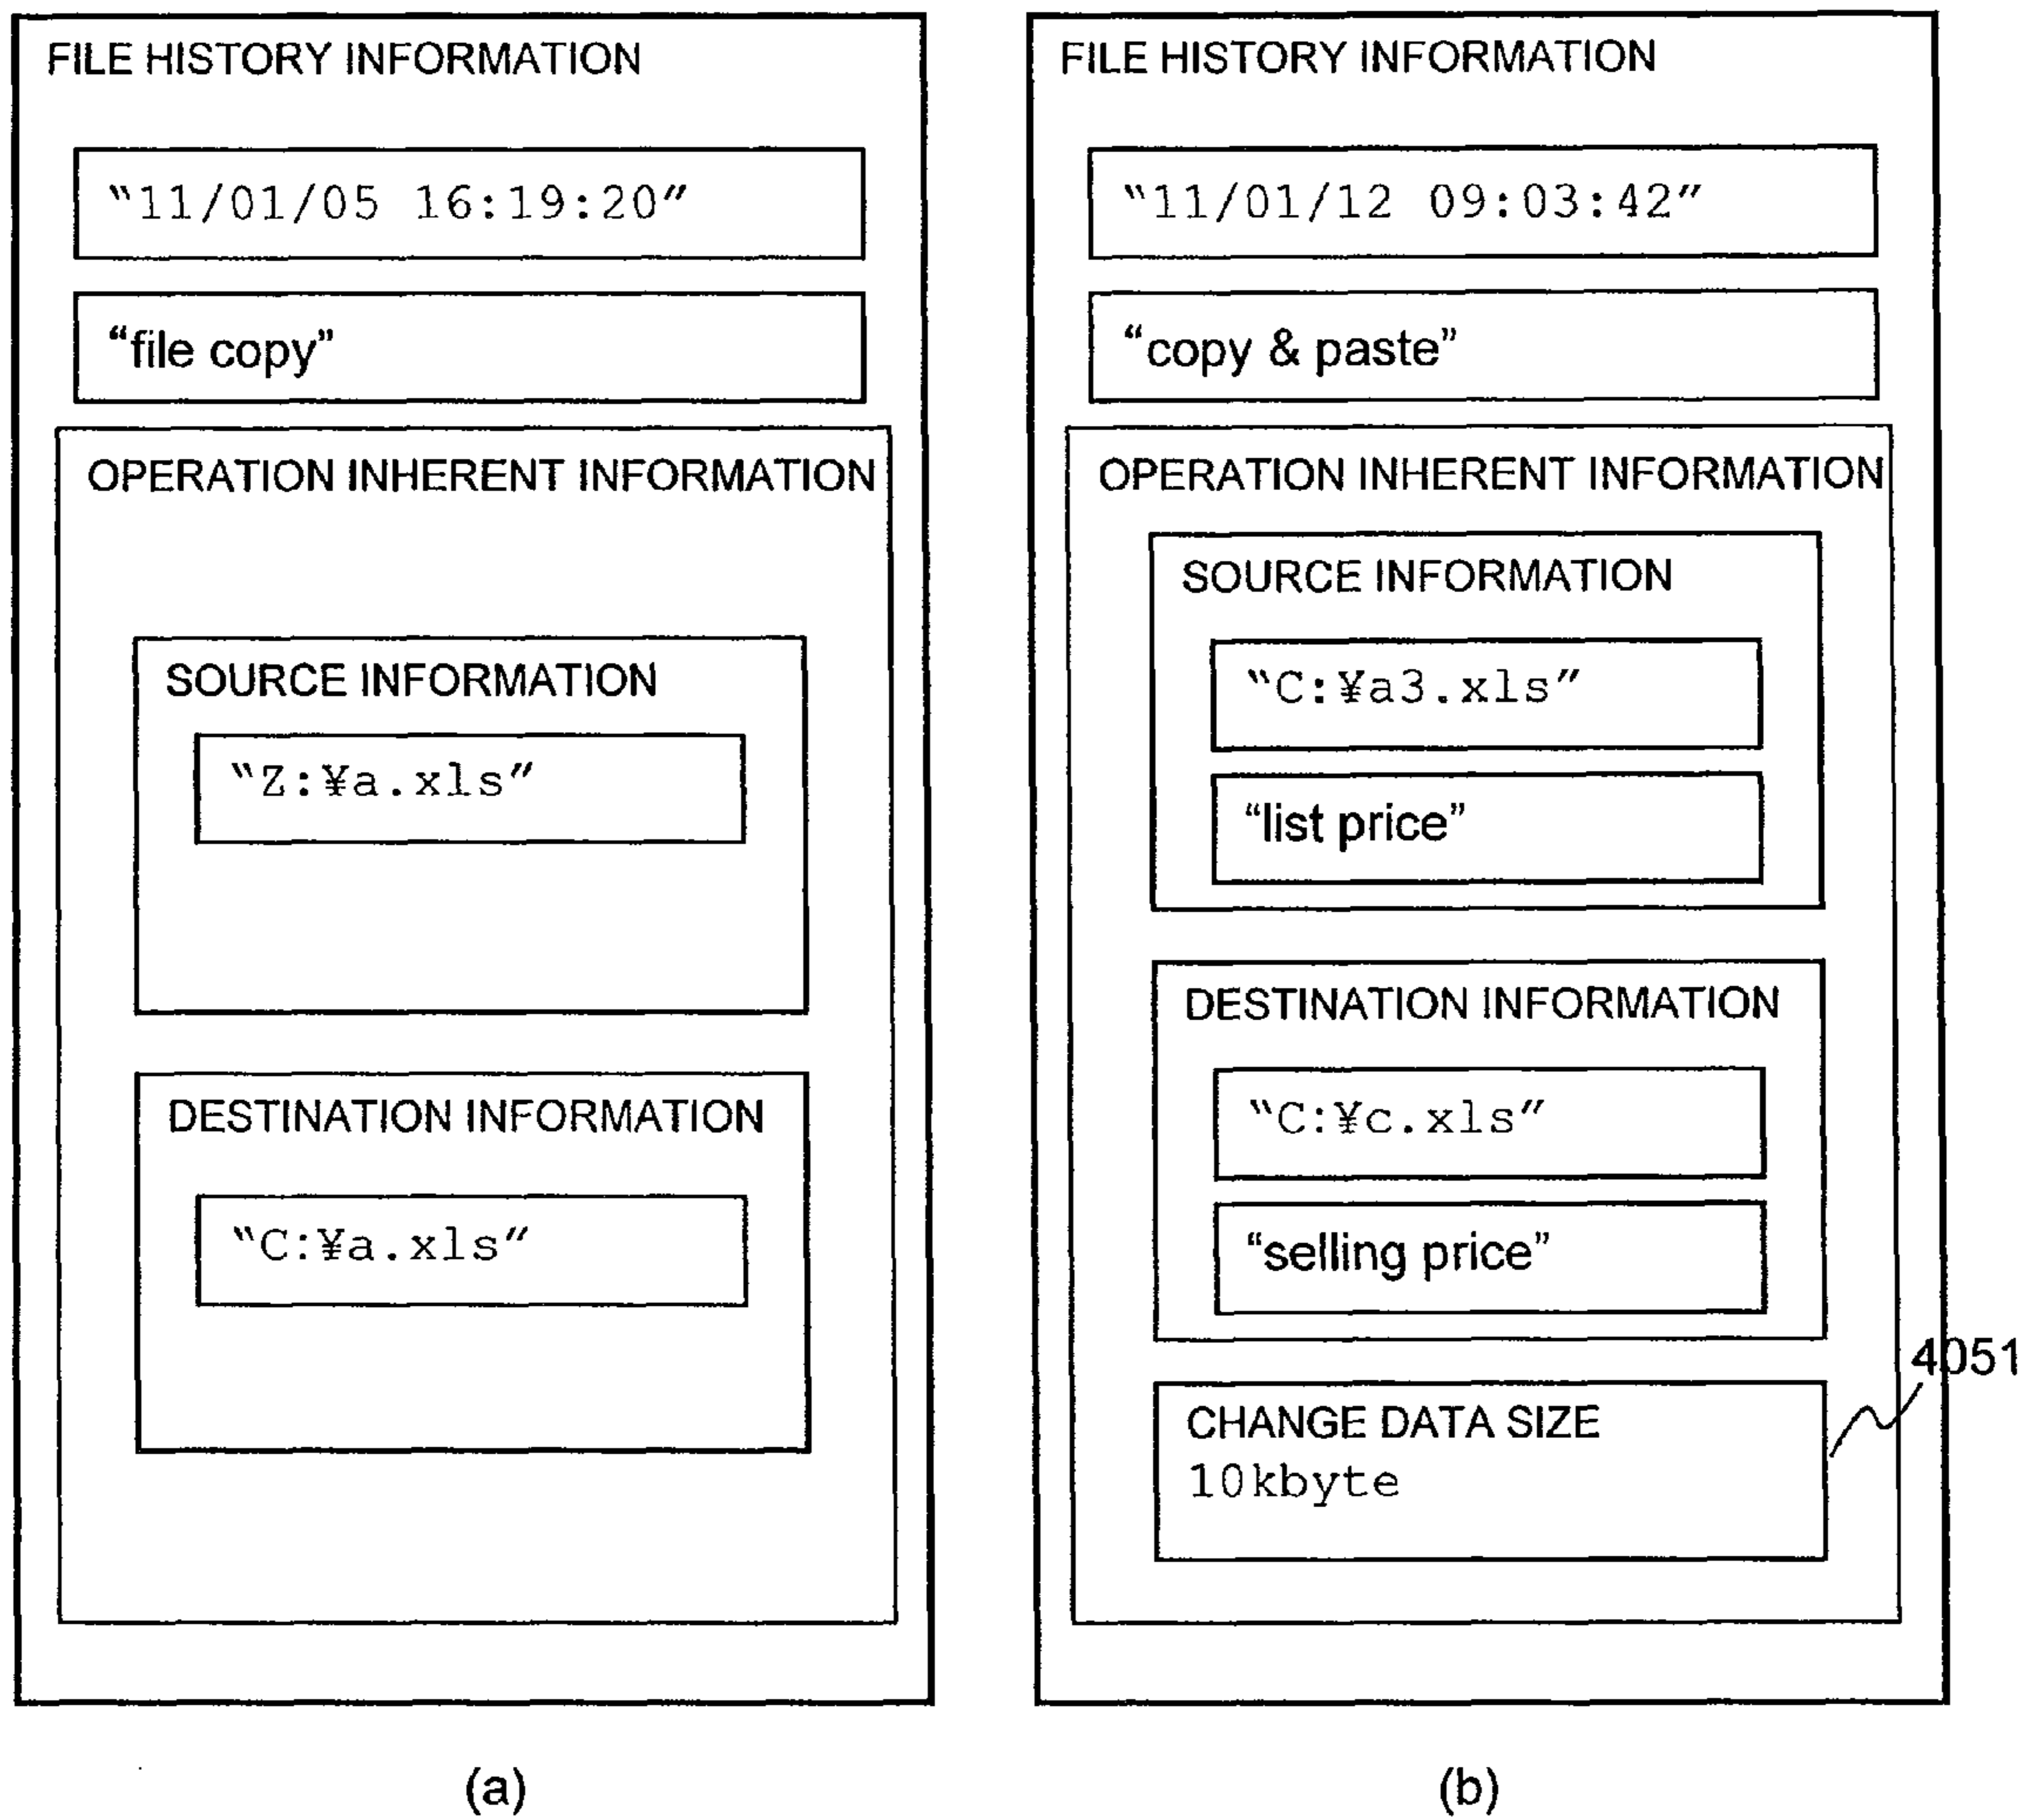 FILE HISTORY INFORMATION
“11/01/05 16:19:20”
“file copy”
OPERATION INHERENT INFORMATION
SOURCE INFORMATION
“Z:¥a.xls”
DESTINATION INFORMATION
“C:¥a.xls”
(a)
FILE HISTORY INFORMATION
“11/01/12 09:03:42”
“copy & paste”
OPERATION INHERENT INFORMATION
SOURCE INFORMATION
“C:¥a3.xls”
“list price”
DESTINATION INFORMATION
“C:¥c.xls”
“selling price”
4051
CHANGE DATA SIZE
10kbyte
(b)